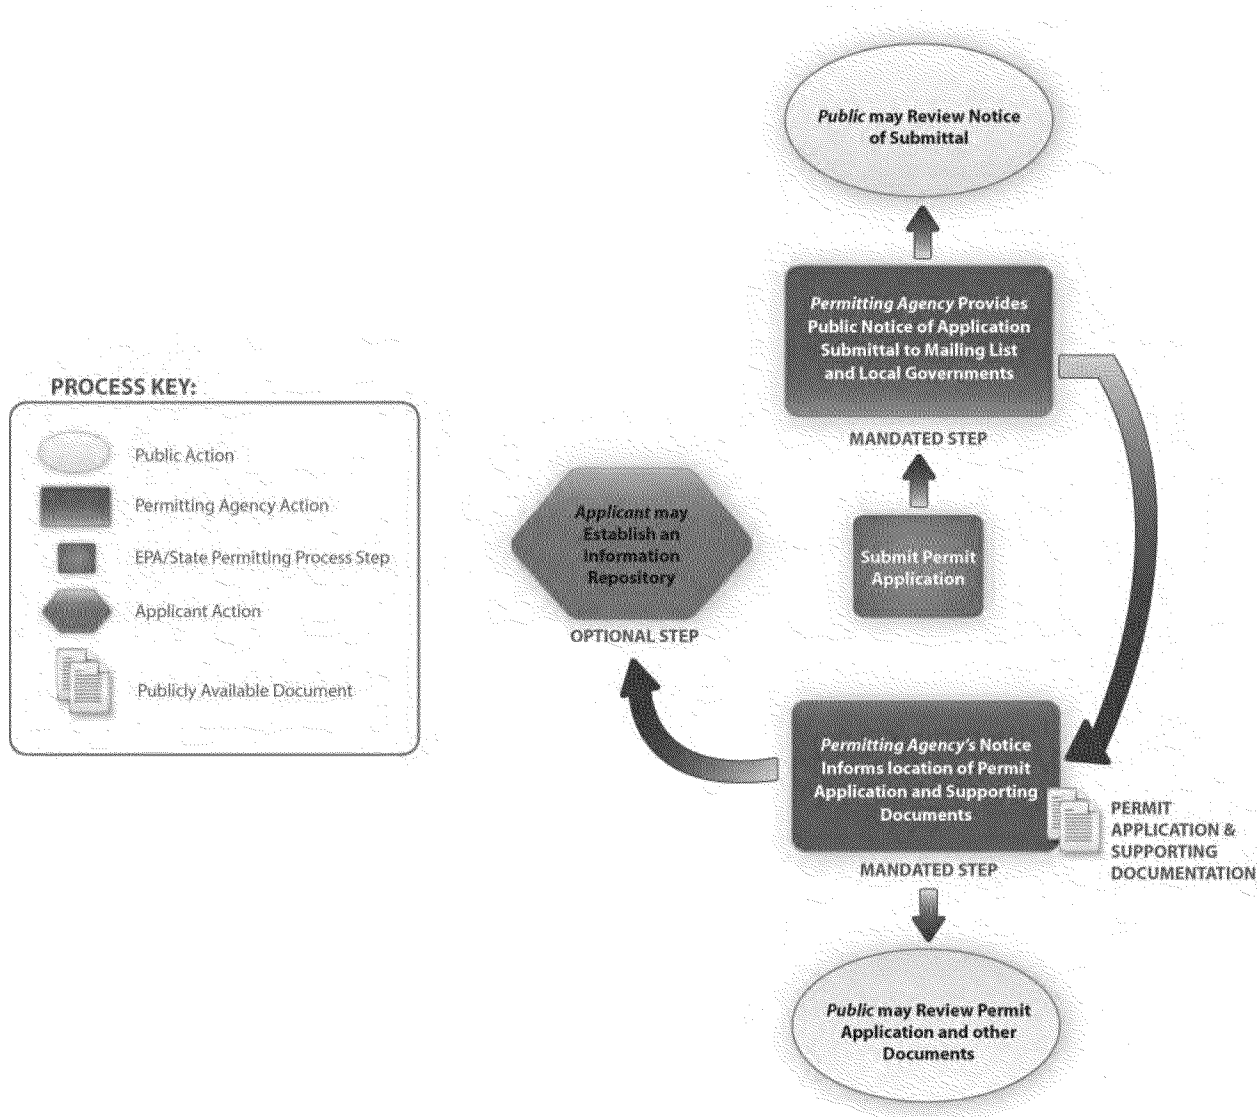 Public may Review Notice
of Submittal
Permitting Agency Provides
Public Notice of Application
Submittal to Mailing List
and Local Governments
MANDATED STEP
PROCESS KEY:
Public Action
Permitting Agency Action
EPA/State Permitting Process Step
Applicant Action
Publicly Available Document
Applicant may
Establish an
Information
Repository
OPTIONAL STEP
Submit Permit
Application
Permitting Agency's Notice
Informs location of Permit
Application and Supporting
Documents
MANDATED STEP
PERMIT
APPLICATION &
SUPPORTING
DOCUMENTATION
Public may Review Permit
Application and other
Documents